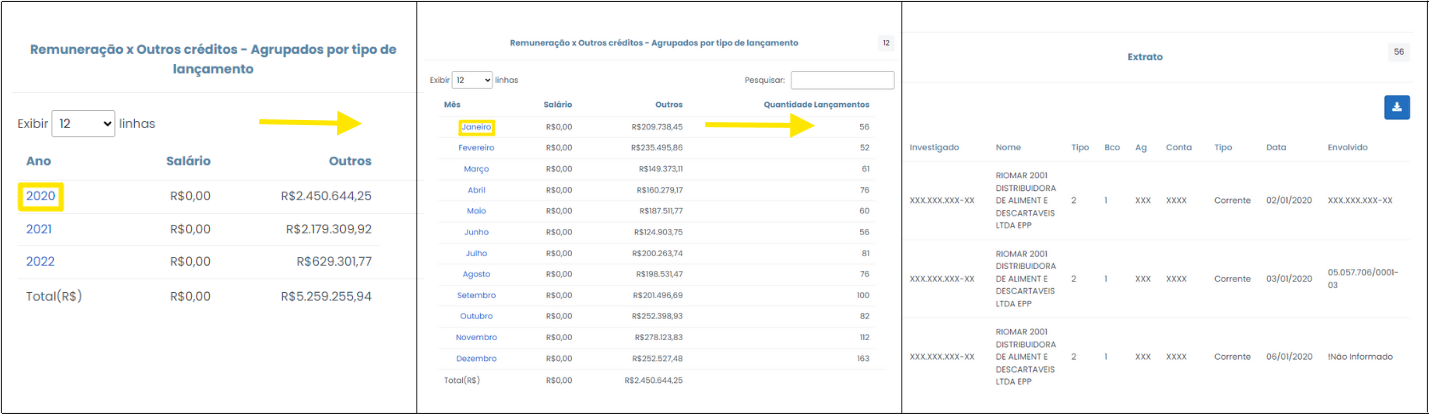 Remuneração x Outros créditos - Agrupados por tipo de
lançamento
Exibir 12 linhas
Ano Salário Outros
2020 R$0,00 R$2.450.644,25
2021 R$0,00 R$2.179.309,92
2022 R$0,00 R$629.301,77
Total(R$) R$0,00 R$5.259.255,94
Remuneração x Outros créditos - Agrupados por tipo de lançamento 12
Exibir 12 linhas Pesquisar:
Mês Salário Outros Quantidade Lançamentos
Janeiro R$0,00 R$209.738,45 56
Fevereiro R$0,00 R$235.495,86 52
Março R$0,00 R$149.373,11 61
Abril R$0,00 R$160.279,17 76
Maio R$0,00 R$187.511,77 60
Junho R$0,00 R$124.903,75 56
Julho R$0,00 R$200.263,74 81
Agosto R$0,00 R$198.531,47 76
Setembro R$0,00 R$201.496,69 100
Outubro R$0,00 R$252.398,93 82
Novembro R$0,00 R$278.123,83 112
Dezembro R$0,00 R$252.527,48 163
Total(R$) R$0,00 R$2.450.644,25
Extrato 56
Investigado Nome Tipo Bco Ag Conta Tipo Data Envolvido
RIOMAR 2001
DISTRIBUIDORA
XXX.XXX.XXX-XX DE ALIMENT E 2 1 XXX XXXX Corrente 02/01/2020 XXX.XXX.XXX-XX
DESCARTAVEIS
LTDA EPP
RIOMAR 2001
DISTRIBUIDORA
XXX.XXX.XXX-XX DE ALIMENT E 2 1 XXX XXXX Corrente 03/01/2020 05.057.706/0001-
DESCARTAVEIS 03
LTDA EPP
RIOMAR 2001
DISTRIBUIDORA
XXX.XXX.XXX-XX DE ALIMENT E 2 1 XXX XXXX Corrente 06/01/2020 !Não Informado
DESCARTAVEIS
LTDA EPP